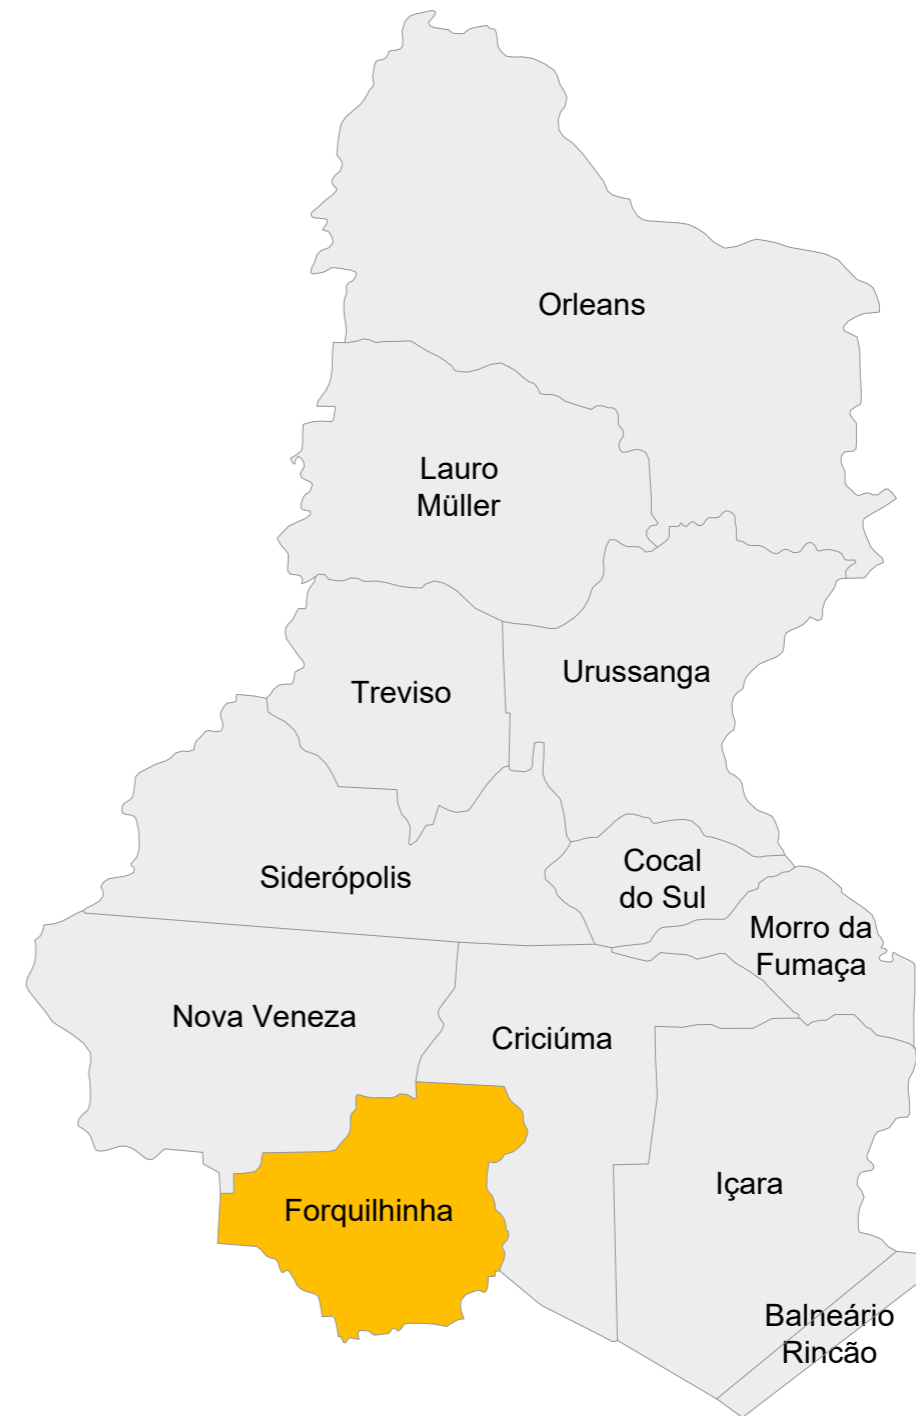 Orleans
Lauro
Müller
Urussanga
Treviso
Cocal
do Sul
Siderópolis
Morro da
Fumaça
Nova Veneza
Criciúma
Içara
Forquilhinha
Balneário
Rincão